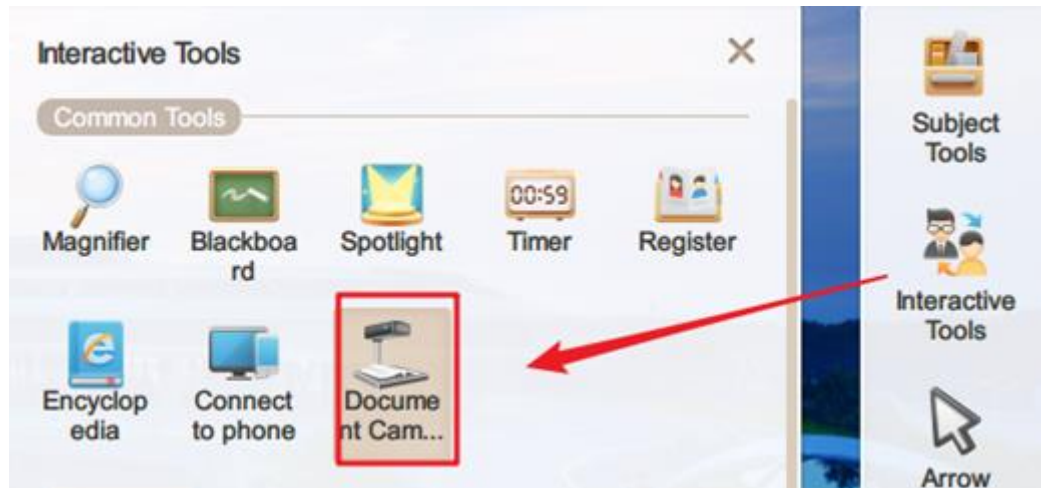 Interactive Tools
Common Tools
Magnifier
Blackboa
rd
Spotlight
00:59
Timer
Register
Encyclop
edia
Connect
to phone
Docume
nt Cam...
Subject
Tools
Interactive
Tools
Arrow